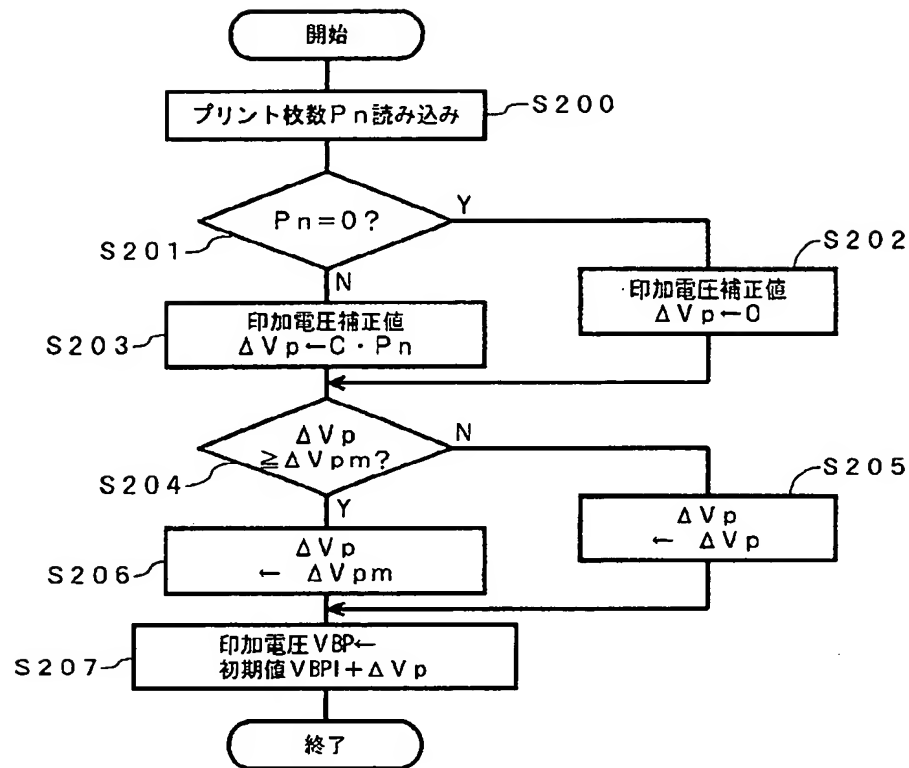 開始
プリント枚数Pn読み込み
S200
Pn=0?
Y
S201
N
S202
印加電圧補正値
ΔVp←0
印加電圧補正値
ΔVp←C・Pn
S203
ΔVp
≧ΔVpm?
N
S204
Y
S205
ΔVp
← ΔVp
ΔVp
← ΔVpm
S206
印加電圧VBP←
初期値VBPI+ΔVp
S207
終了